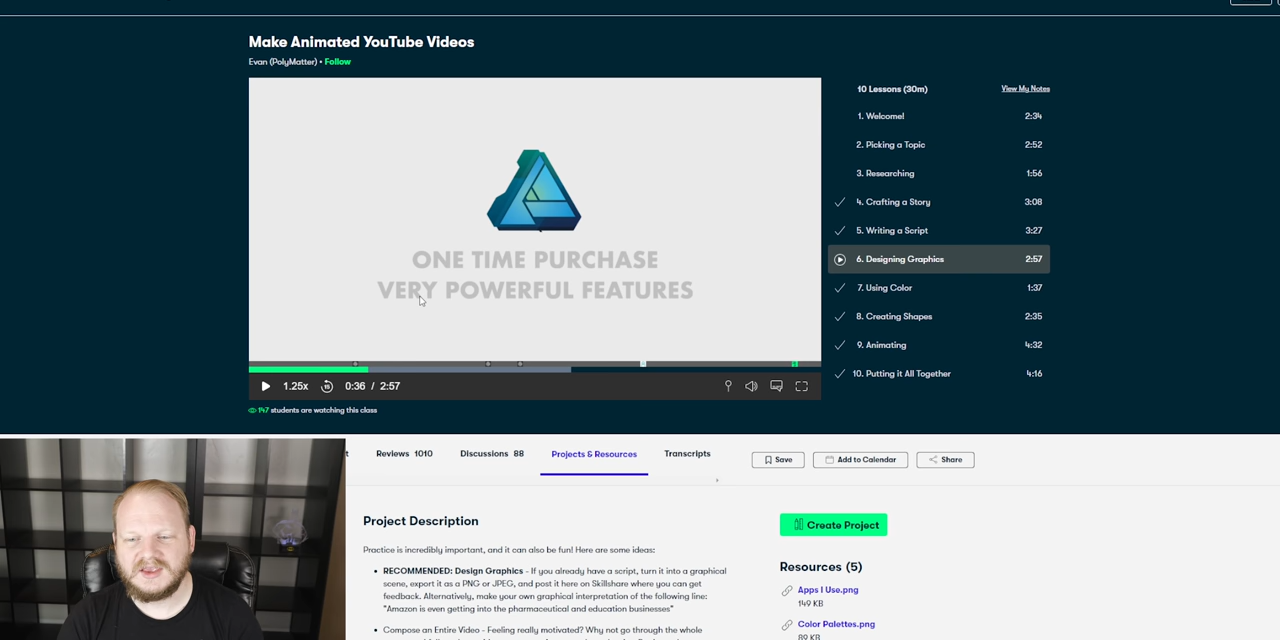 Make Animated YouTube Videos
Evan (PolyMatter) • Follow
ONE TIME PURCHASE
VERY POWERFUL FEATURES
1.25x 15 0:36 / 2:57
147 students are watching this class
10 Lessons (30m) View My Notes
1. Welcome! 2:34
2. Picking a Topic 2:52
3. Researching 1:56
4. Crafting a Story 3:08
5. Writing a Script 3:27
6. Designing Graphics 2:57
7. Using Color 1:37
8. Creating Shapes 2:35
9. Animating 4:32
10. Putting it All Together 4:16
t Reviews 1010 Discussions 88 Projects & Resources Transcripts Save Add to Calendar Share
Project Description
Practice is incredibly important, and it can also be fun! Here are some ideas:
• RECOMMENDED: Design Graphics - If you already have a script, turn it into a graphical
scene, export it as a PNG or JPEG, and post it here on Skillshare where you can get
feedback. Alternatively, make your own graphical interpretation of the following line:
"Amazon is even getting into the pharmaceutical and education businesses"
• Compose an Entire Video - Feeling really motivated? Why not go through the whole
Create Project
Resources (5)
Apps I Use.png
149 KB
Color Palettes.png
89 KB